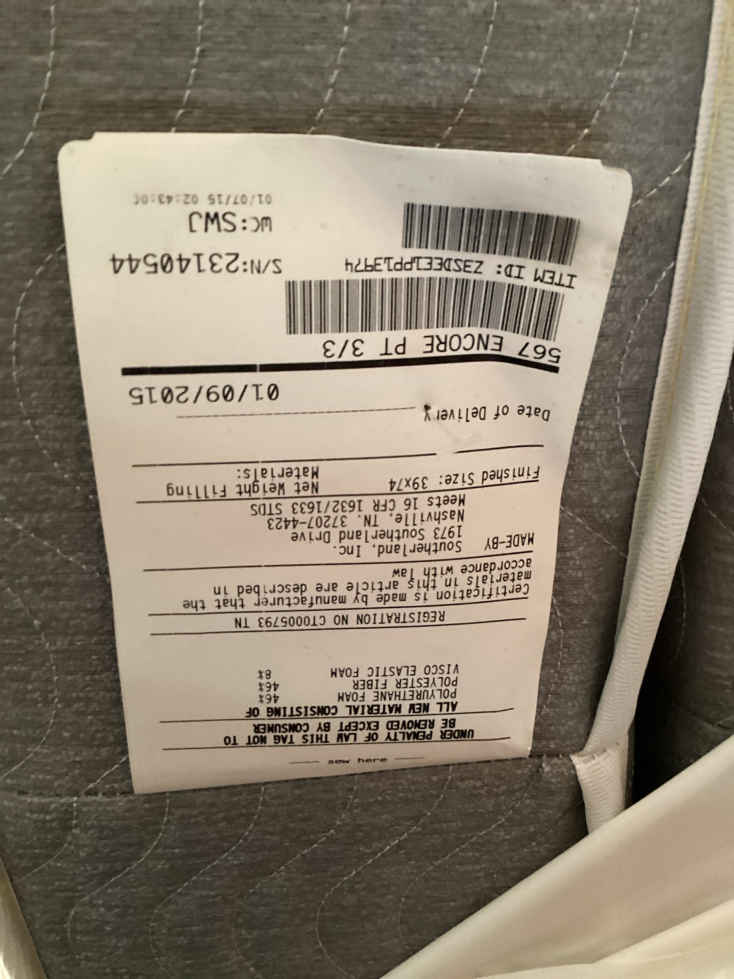 sew here
UNDER PENALTY OF LAW THIS TAG NOT TO
BE REMOVED EXCEPT BY CONSUMER
ALL NEW MATERIAL CONSISTING OF
POLYURETHANE FOAM 46%
POLYESTER FIBER 46%
VISCO ELASTIC FOAM 8%
REGISTRATION NO CT0005793 TN
Certification is made by manufacturer that the
materials in this article are described in
accordance with law
MADE-BY Southerland, Inc.
1973 Southerland Drive
Nashville, TN. 37207-4423
Meets 16 CFR 1632/1633 STDS
Finished Size: 39x74 Net Weight Filling
Materials:
Date of Delivery
01/09/2015
567 ENCORE PT 3/3
ITEM ID: Z3SDEE1PP13974
S/N:23140544
WC:SWJ
01/07/15 02:43: